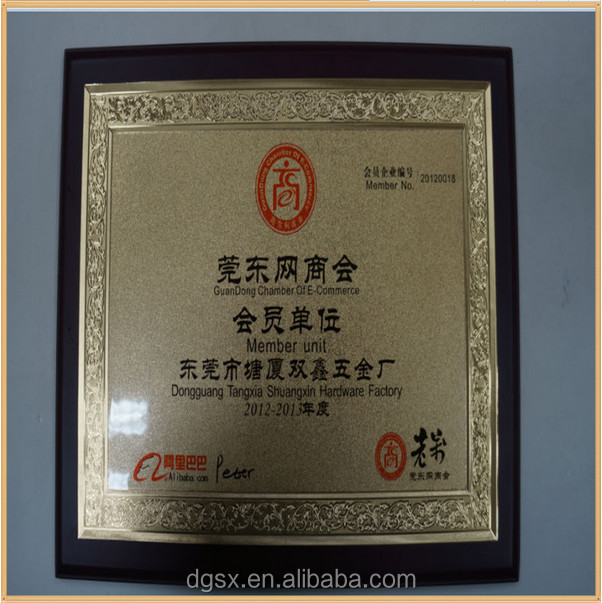 会员企业编号
Member No. 20120018
莞东网商会
GuanDong Chamber Of E-Commerce
会员单位
Member unit
东莞市塘厦双鑫五金厂
Dongguang Tangxia Shuangxin Hardware Factory
2012-2013年度
阿里巴巴
Alibaba.com
Peter
莞东网商会
dgsx.en.alibaba.com